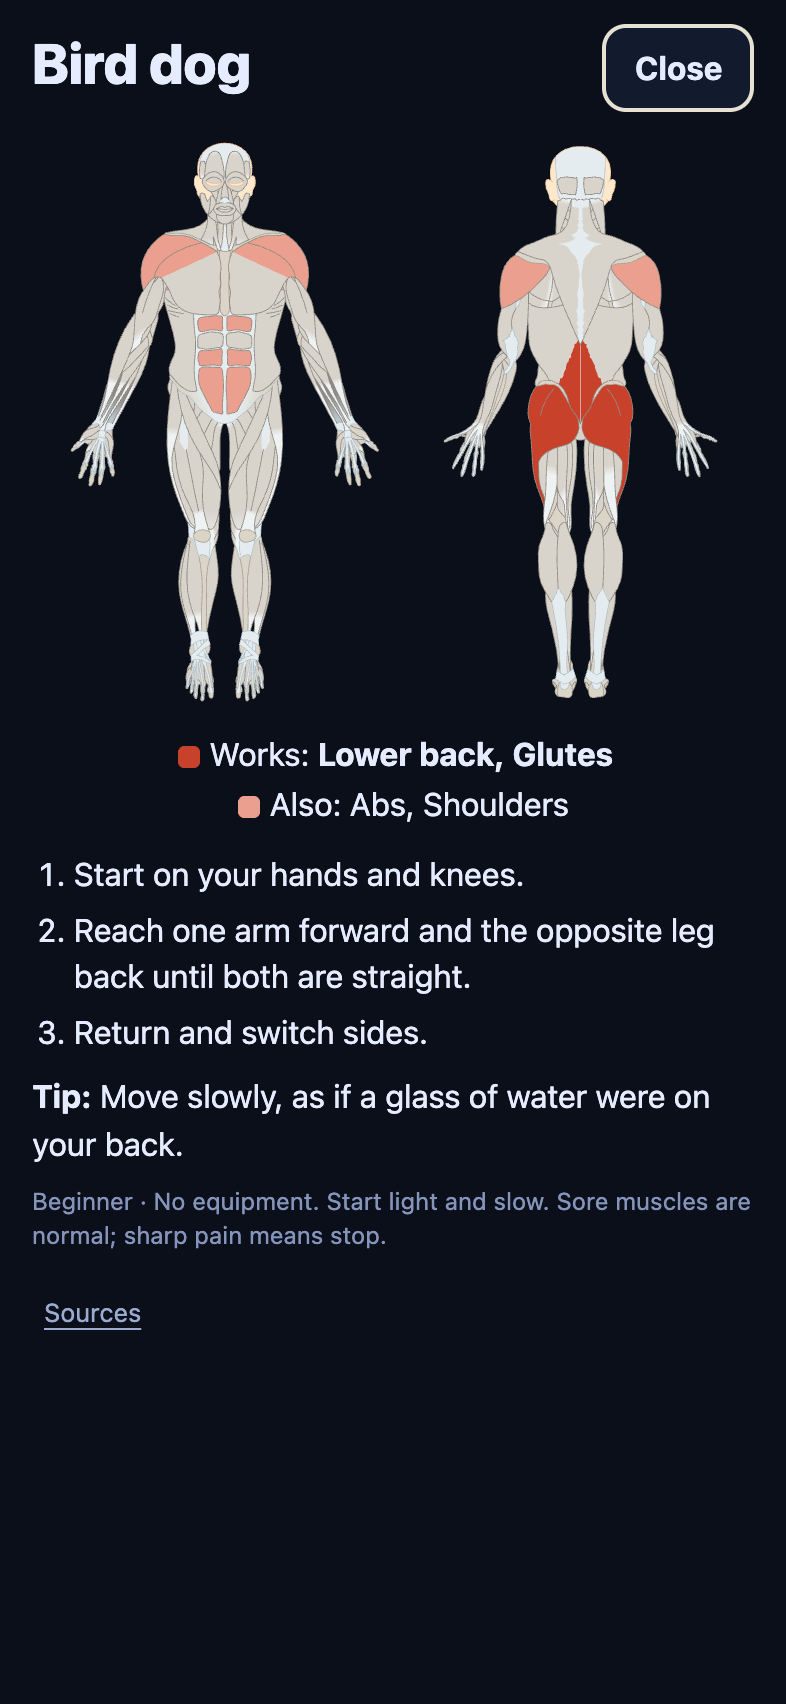 Bird dog
Close
Works: Lower back, Glutes
Also: Abs, Shoulders
1. Start on your hands and knees.
2. Reach one arm forward and the opposite leg
back until both are straight.
3. Return and switch sides.
Tip: Move slowly, as if a glass of water were on
your back.
Beginner · No equipment. Start light and slow. Sore muscles are
normal; sharp pain means stop.
Sources